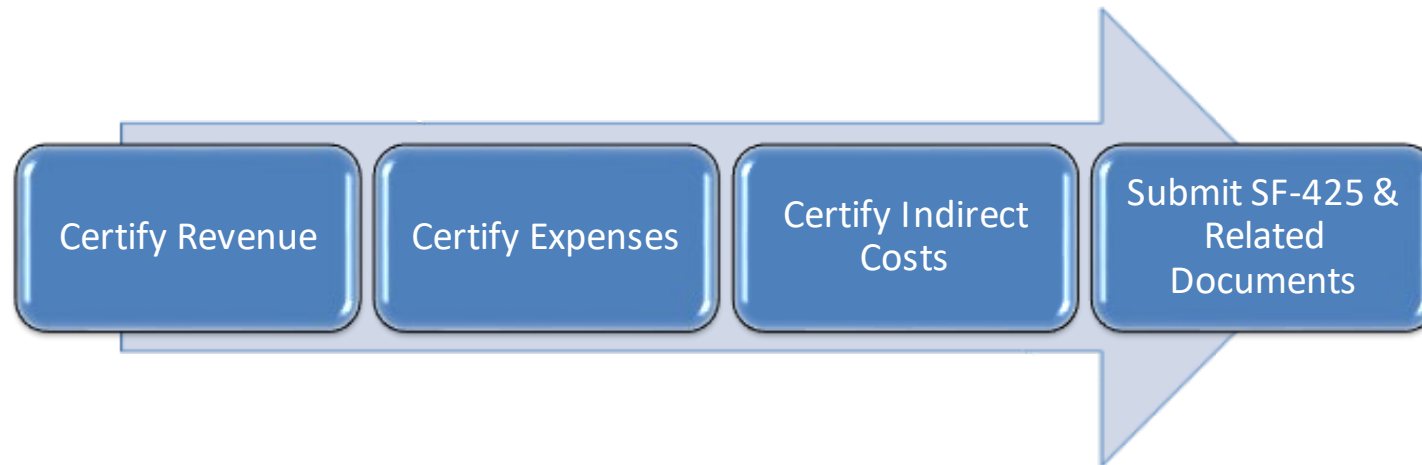 Certify Revenue
Certify Expenses
Certify Indirect
Costs
Submit SF-425 &
Related
Documents